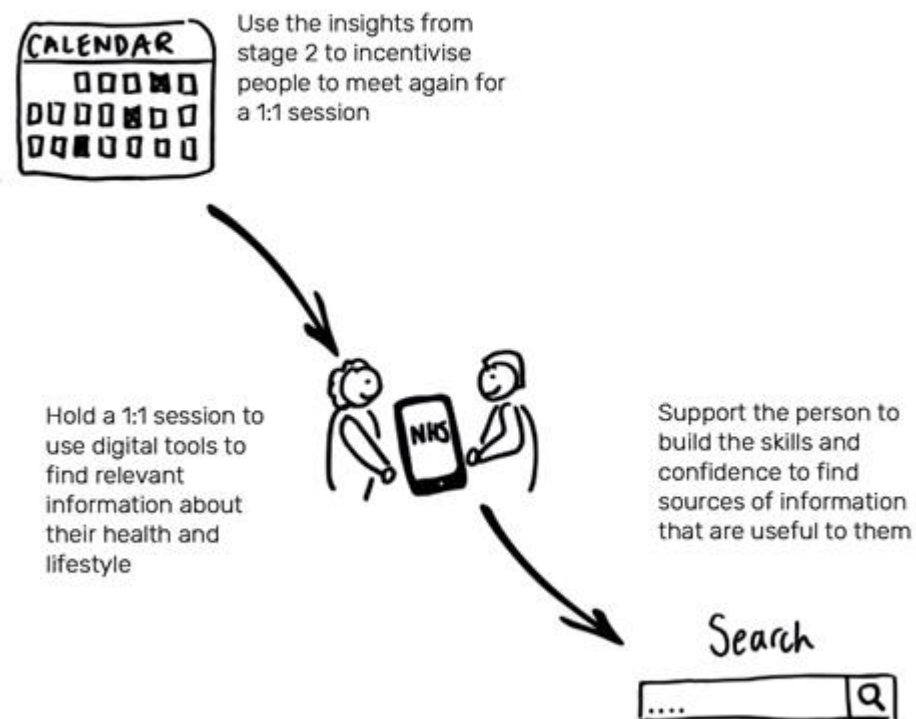 CALENDAR
Use the insights from
stage 2 to incentivise
people to meet again for
a 1:1 session
NHS
Hold a 1:1 session to
use digital tools to
find relevant
information about
their health and
lifestyle
Support the person to
build the skills and
confidence to find
sources of information
that are useful to them
Search
....